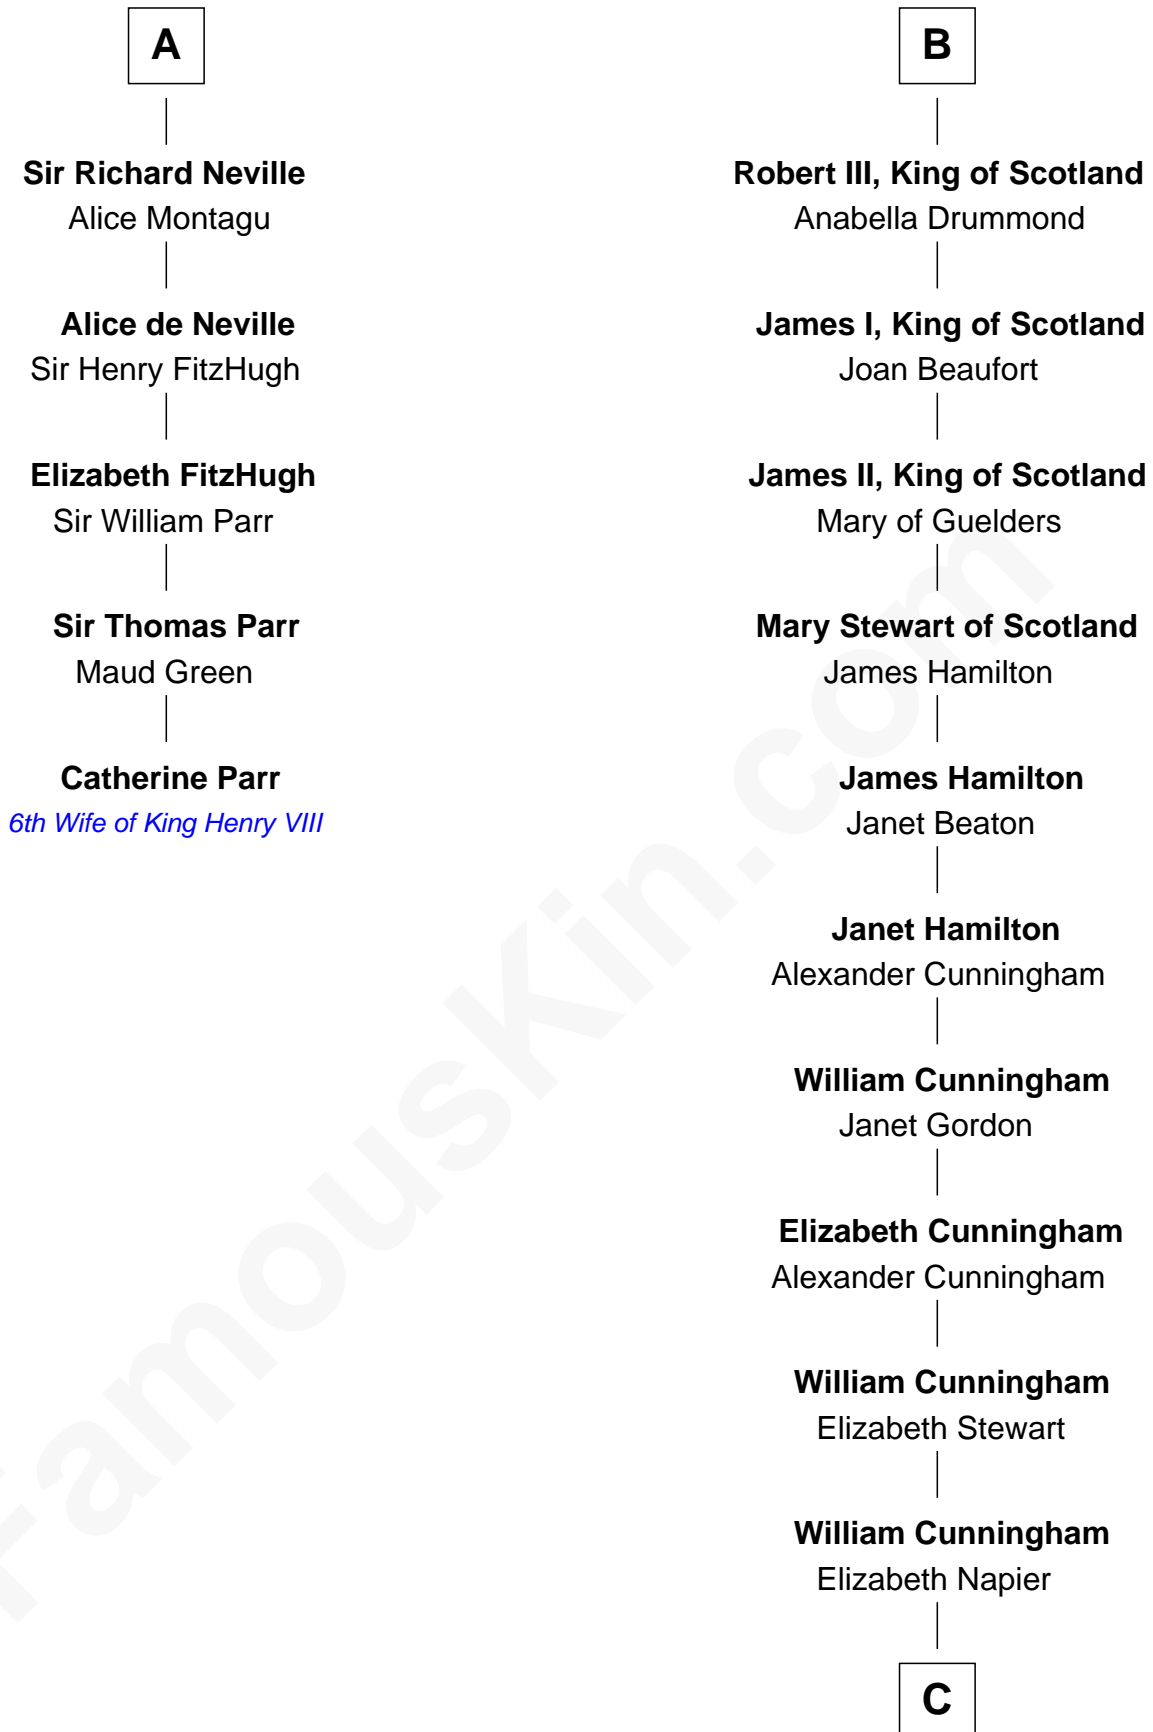 A
Sir Richard Neville
Alice Montagu
Alice de Neville
Sir Henry FitzHugh
Elizabeth FitzHugh
Sir William Parr
Sir Thomas Parr
Maud Green
Catherine Parr
6th Wife of King Henry VIII
B
Robert III, King of Scotland
Anabella Drummond
James I, King of Scotland
Joan Beaufort
James II, King of Scotland
Mary of Guelders
Mary Stewart of Scotland
James Hamilton
James Hamilton
Janet Beaton
Janet Hamilton
Alexander Cunningham
William Cunningham
Janet Gordon
Elizabeth Cunningham
Alexander Cunningham
William Cunningham
Elizabeth Stewart
William Cunningham
Elizabeth Napier
C
FamousKin.com